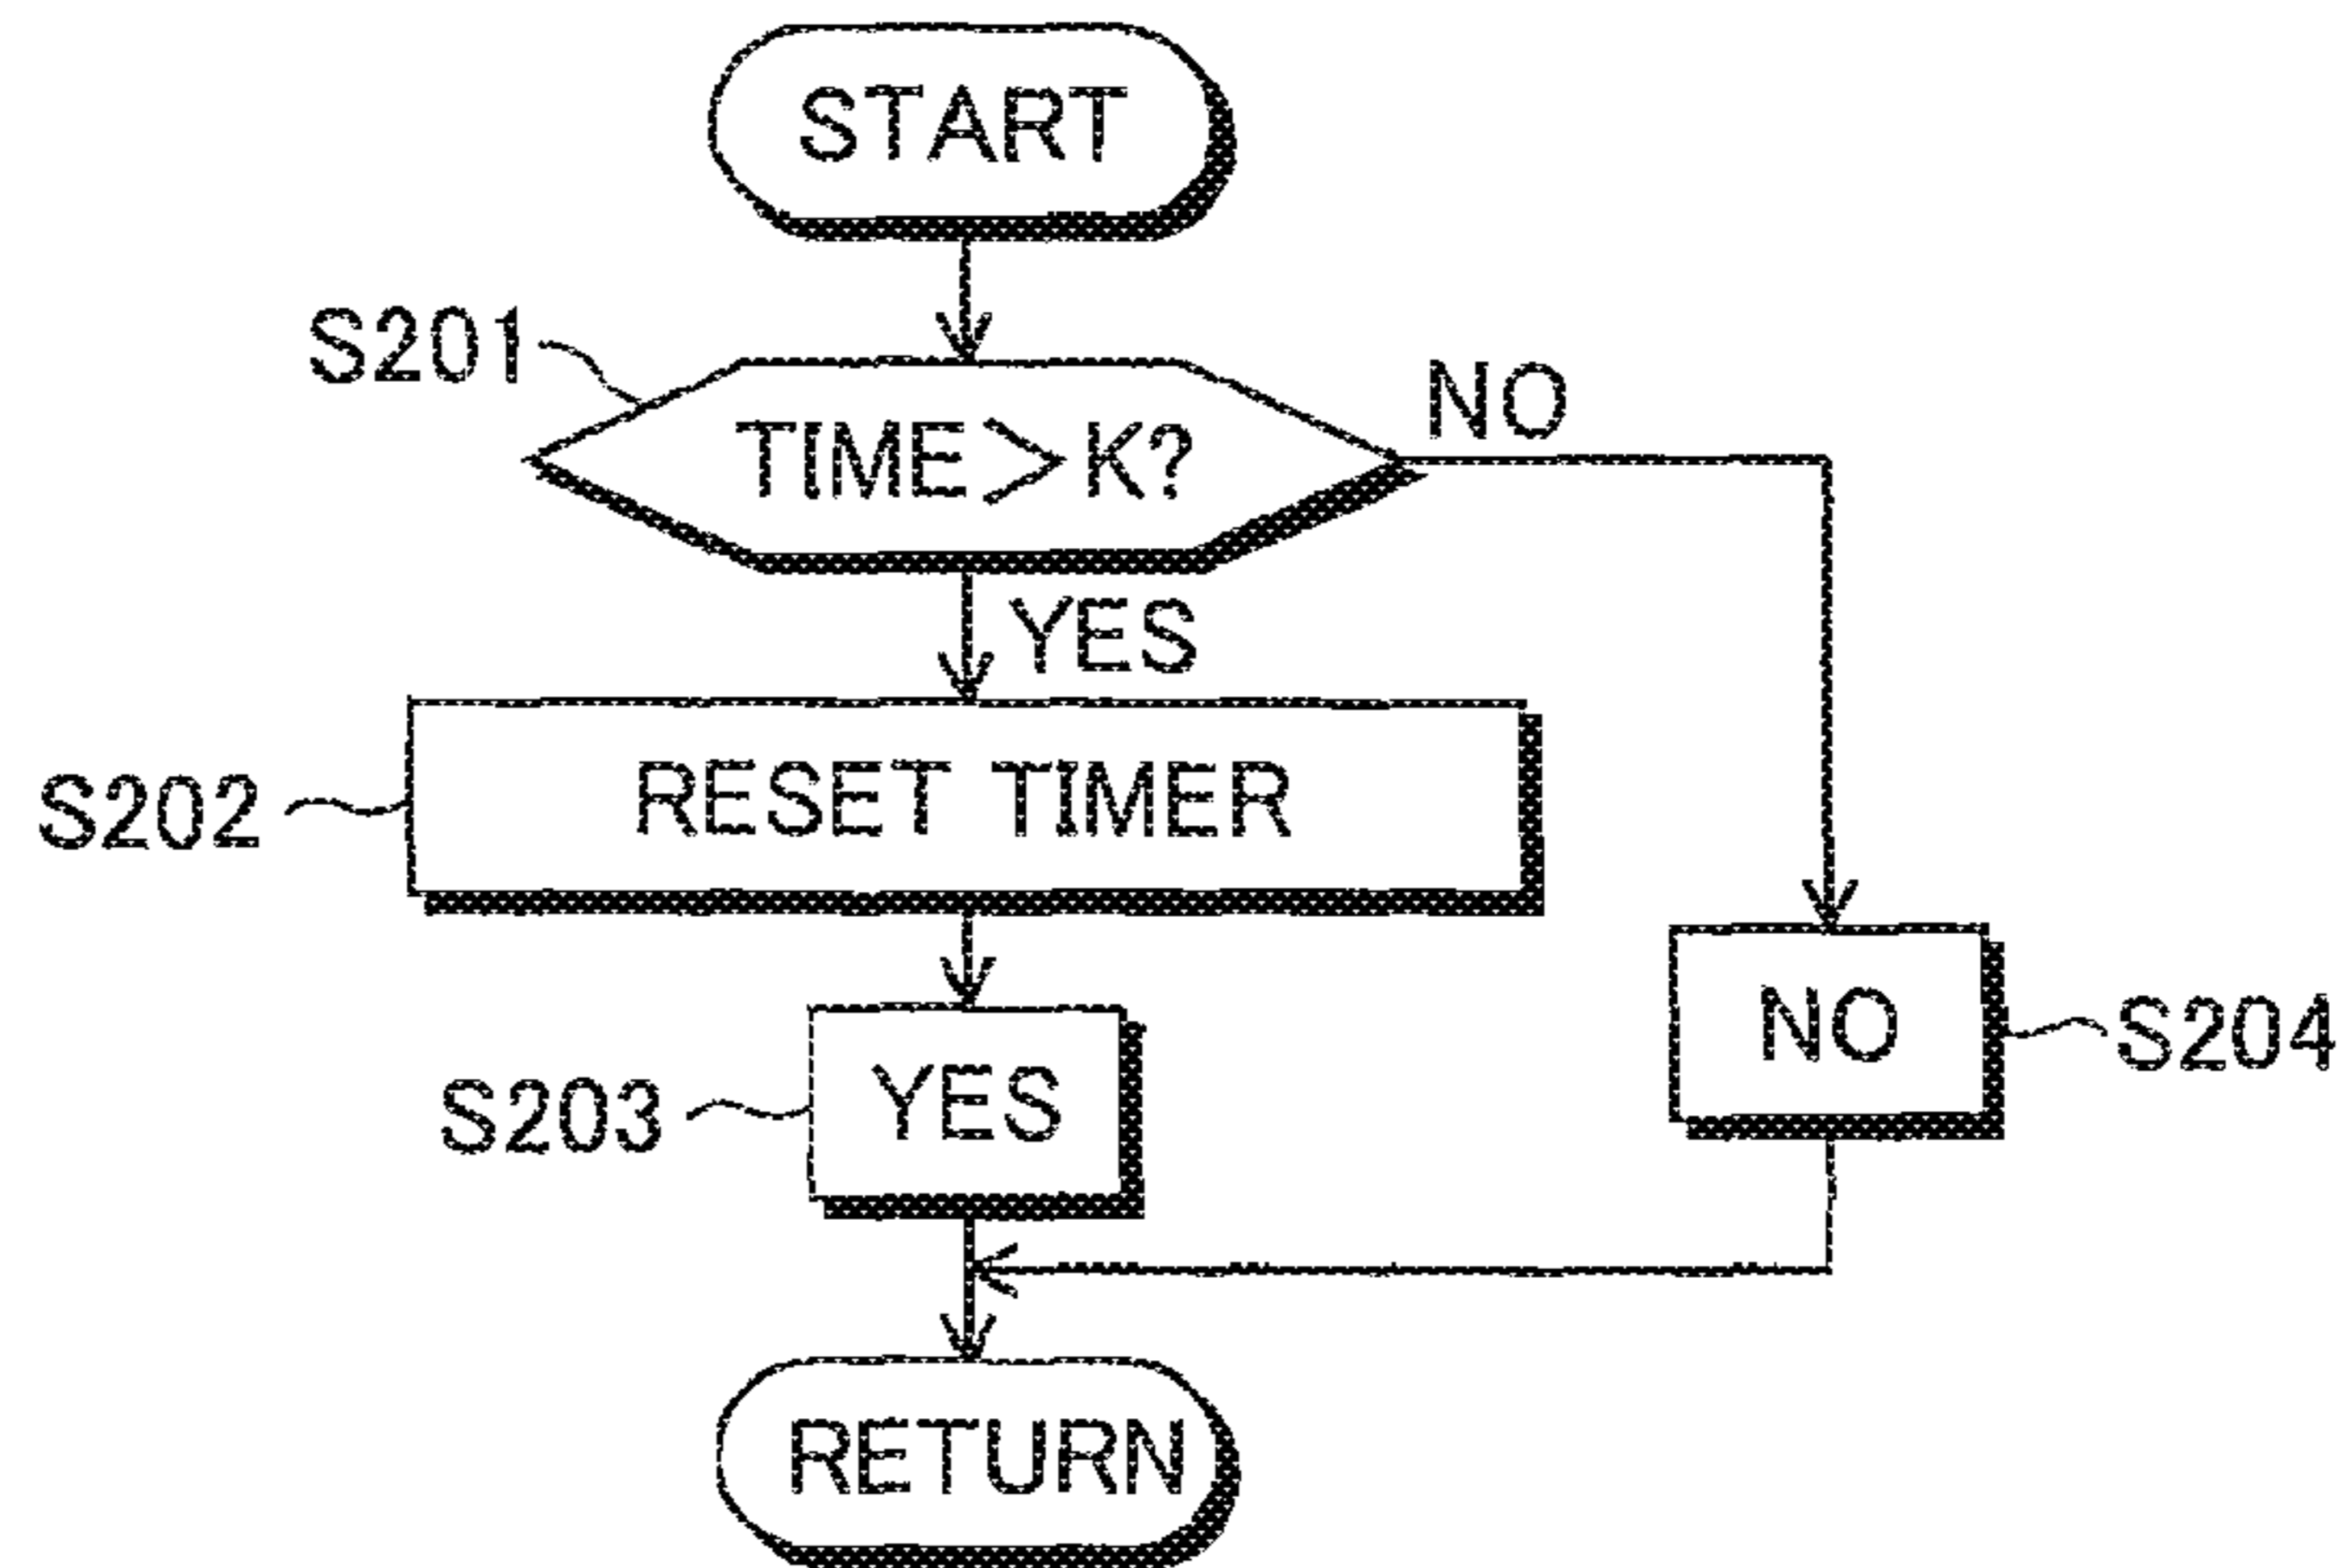 START
S201
TIME>K?
NO
YES
S202
RESET TIMER
S203
YES
NO
S204
RETURN